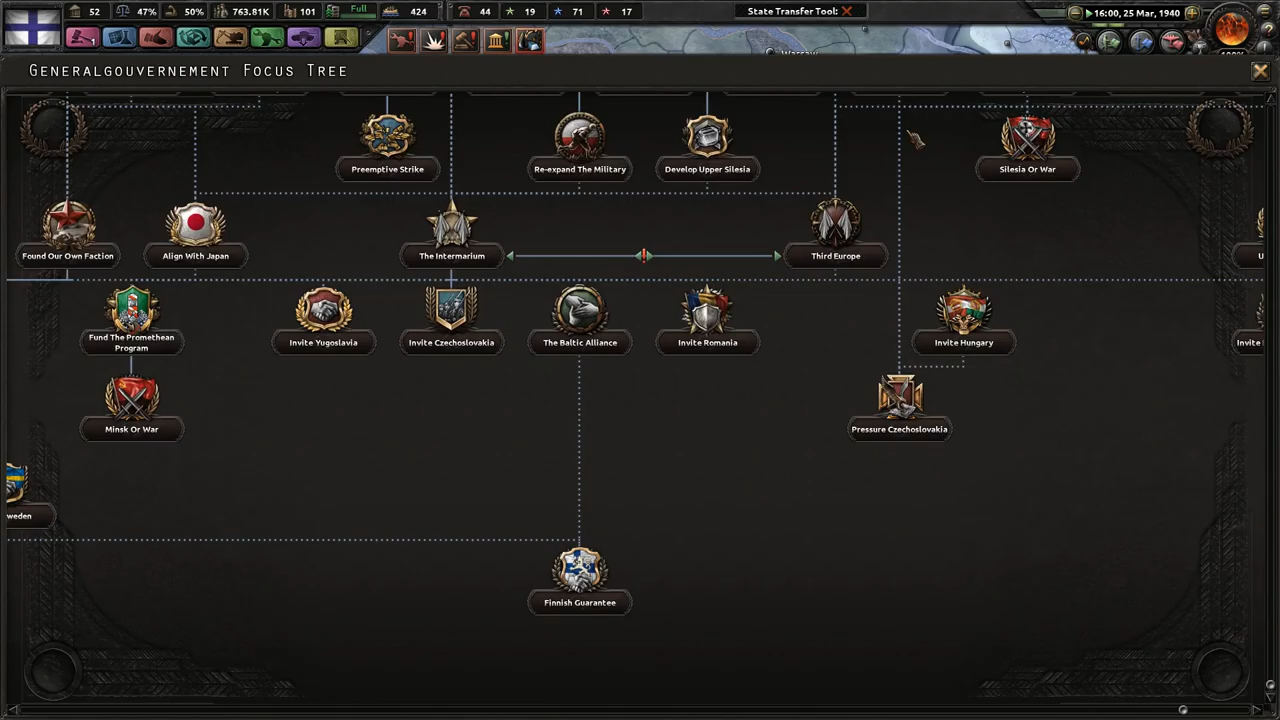 52 47% 50% 763.81K 101 Full 424 44 19 71 17 State Transfer Tool: 16:00, 25 Mar, 1940
1
Warsaw
GENERALGOUVERNEMENT FOCUS TREE
Preemptive Strike Re-expand The Military Develop Upper Silesia Silesia Or War
Found Our Own Faction Align With Japan The Intermarium Third Europe U
Fund The Promethean
Program
Invite Yugoslavia Invite Czechoslovakia The Baltic Alliance Invite Romania Invite Hungary Invite
Minsk Or War Pressure Czechoslovakia
weden
Finnish Guarantee